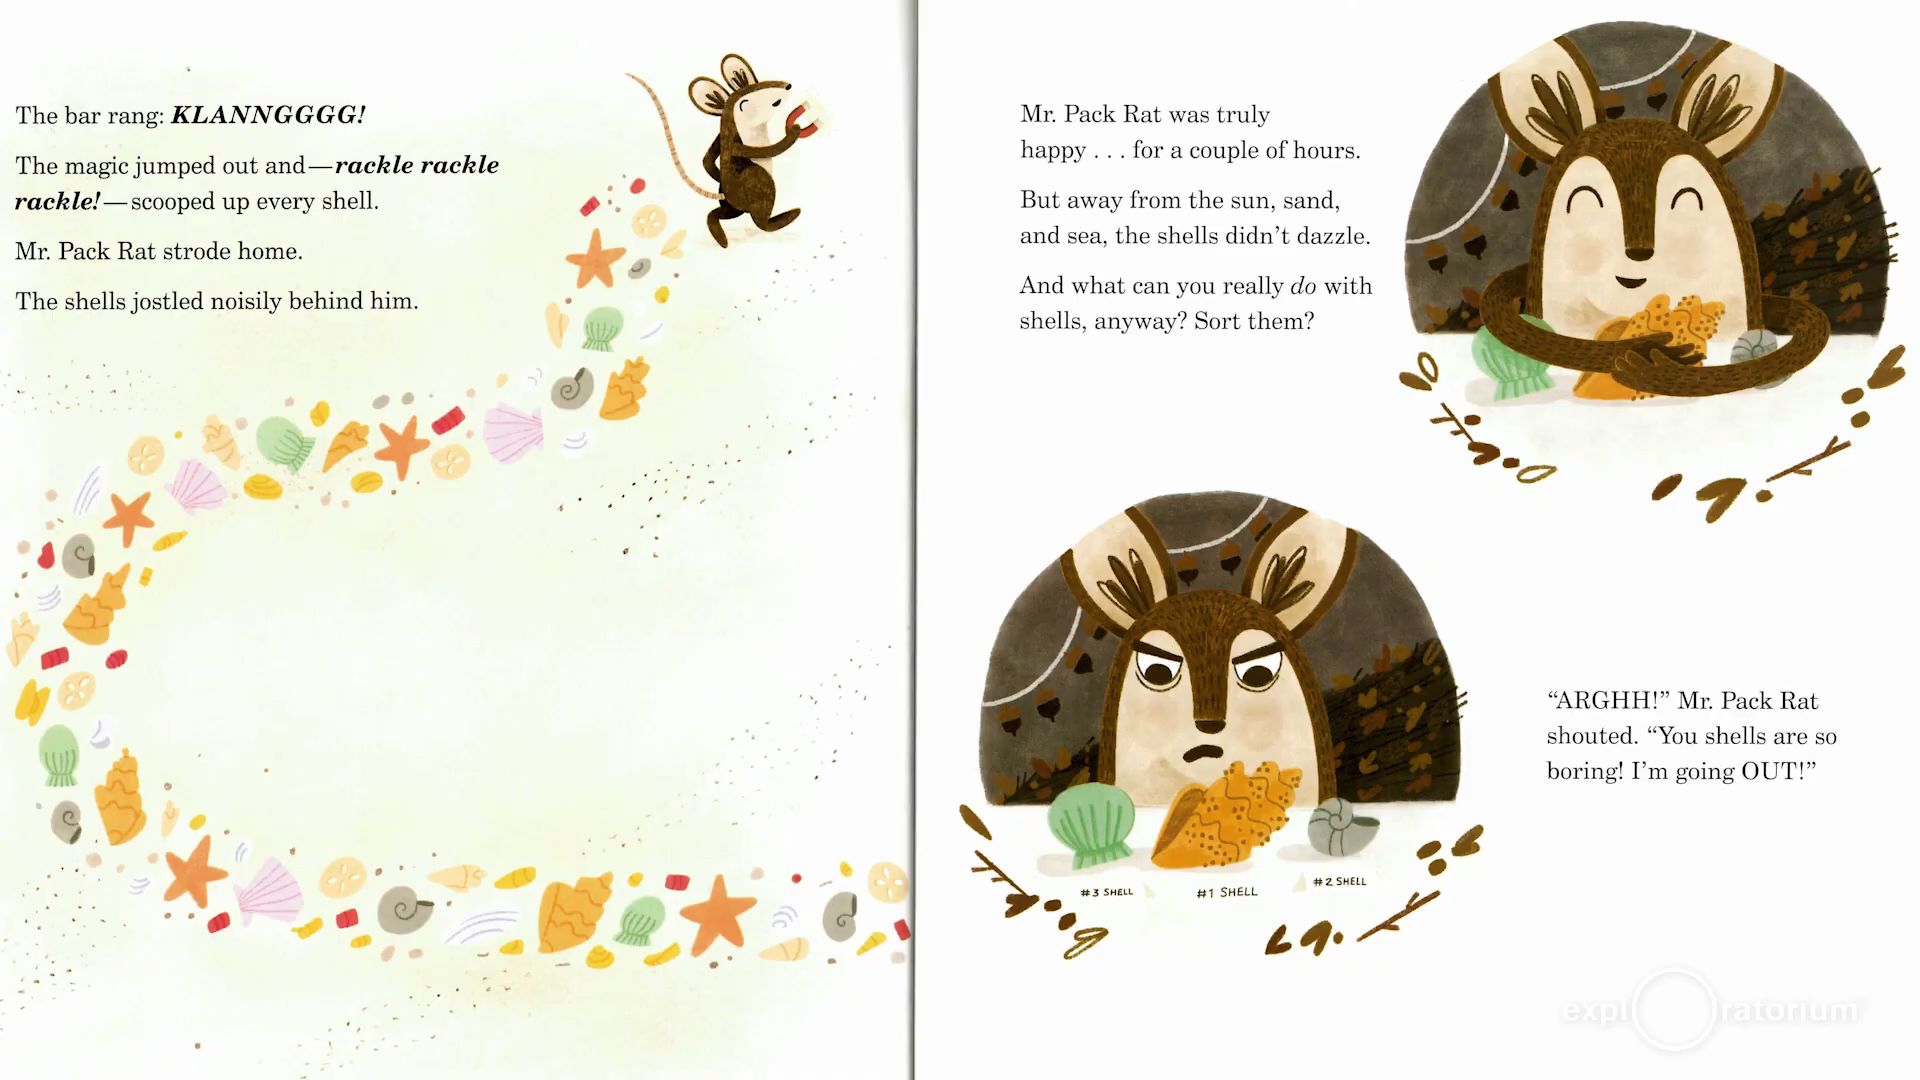 The bar rang: KLANNGGGG!
The magic jumped out and—rackle rackle
rackle!—scooped up every shell.
Mr. Pack Rat strode home.
The shells jostled noisily behind him.
Mr. Pack Rat was truly
happy . . . for a couple of hours.
But away from the sun, sand,
and sea, the shells didn’t dazzle.
And what can you really do with
shells, anyway? Sort them?
#3 SHELL
#1 SHELL
#2 SHELL
“ARGHH!” Mr. Pack Rat
shouted. “You shells are so
boring! I’m going OUT!”
exploratorium